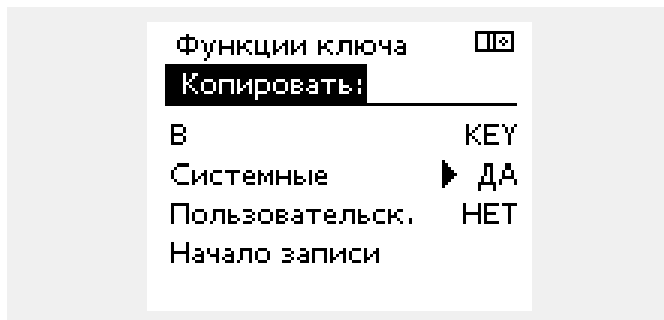 Функции ключа
Копировать:
В KEY
Системные ДА
Пользовательск. НЕТ
Начало записи